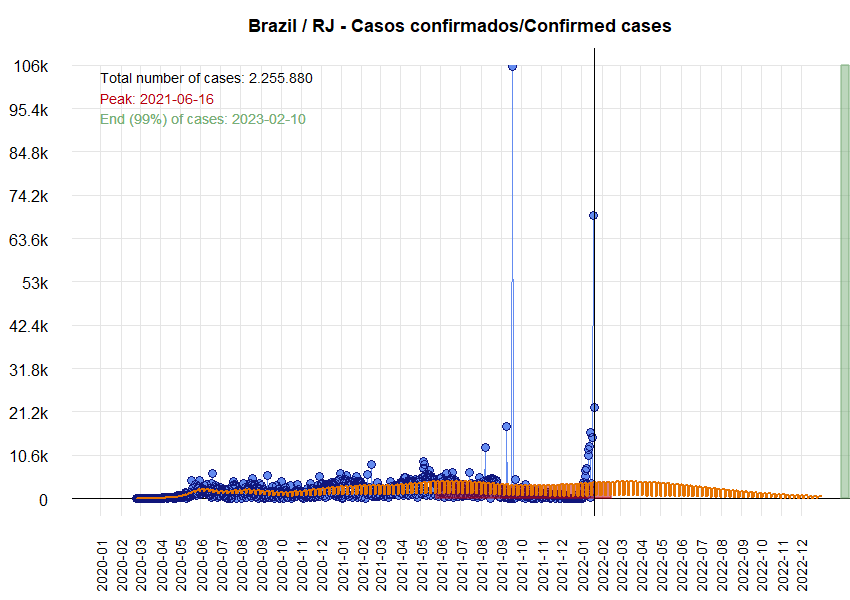 Brazil / RJ - Casos confirmados/Confirmed cases
106k
95.4k
84.8k
74.2k
63.6k
53k
42.4k
31.8k
21.2k
10.6k
0
Total number of cases: 2.255.880
Peak: 2021-06-16
End (99%) of cases: 2023-02-10
2020-01
2020-02
2020-03
2020-04
2020-05
2020-06
2020-07
2020-08
2020-09
2020-10
2020-11
2020-12
2021-01
2021-02
2021-03
2021-04
2021-05
2021-06
2021-07
2021-08
2021-09
2021-10
2021-11
2021-12
2022-01
2022-02
2022-03
2022-04
2022-05
2022-06
2022-07
2022-08
2022-09
2022-10
2022-11
2022-12